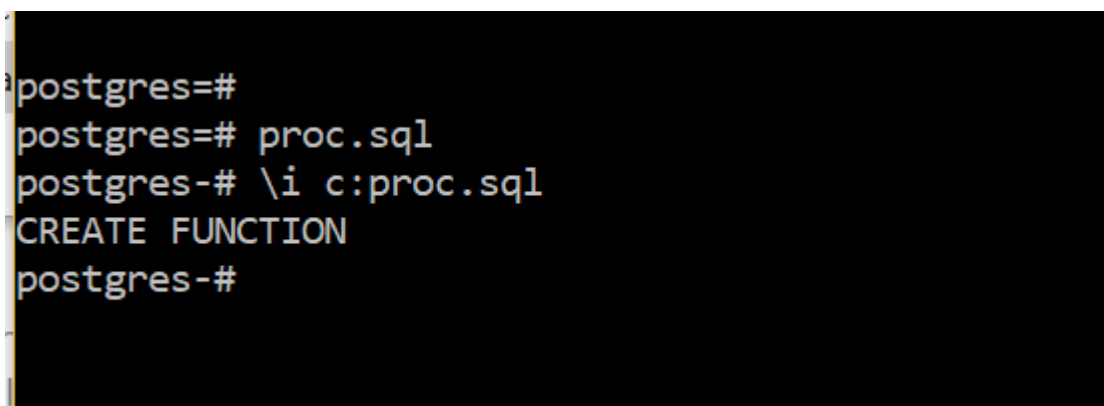 postgres=#
postgres=# proc.sql
postgres-# \i c:proc.sql
CREATE FUNCTION
postgres-#